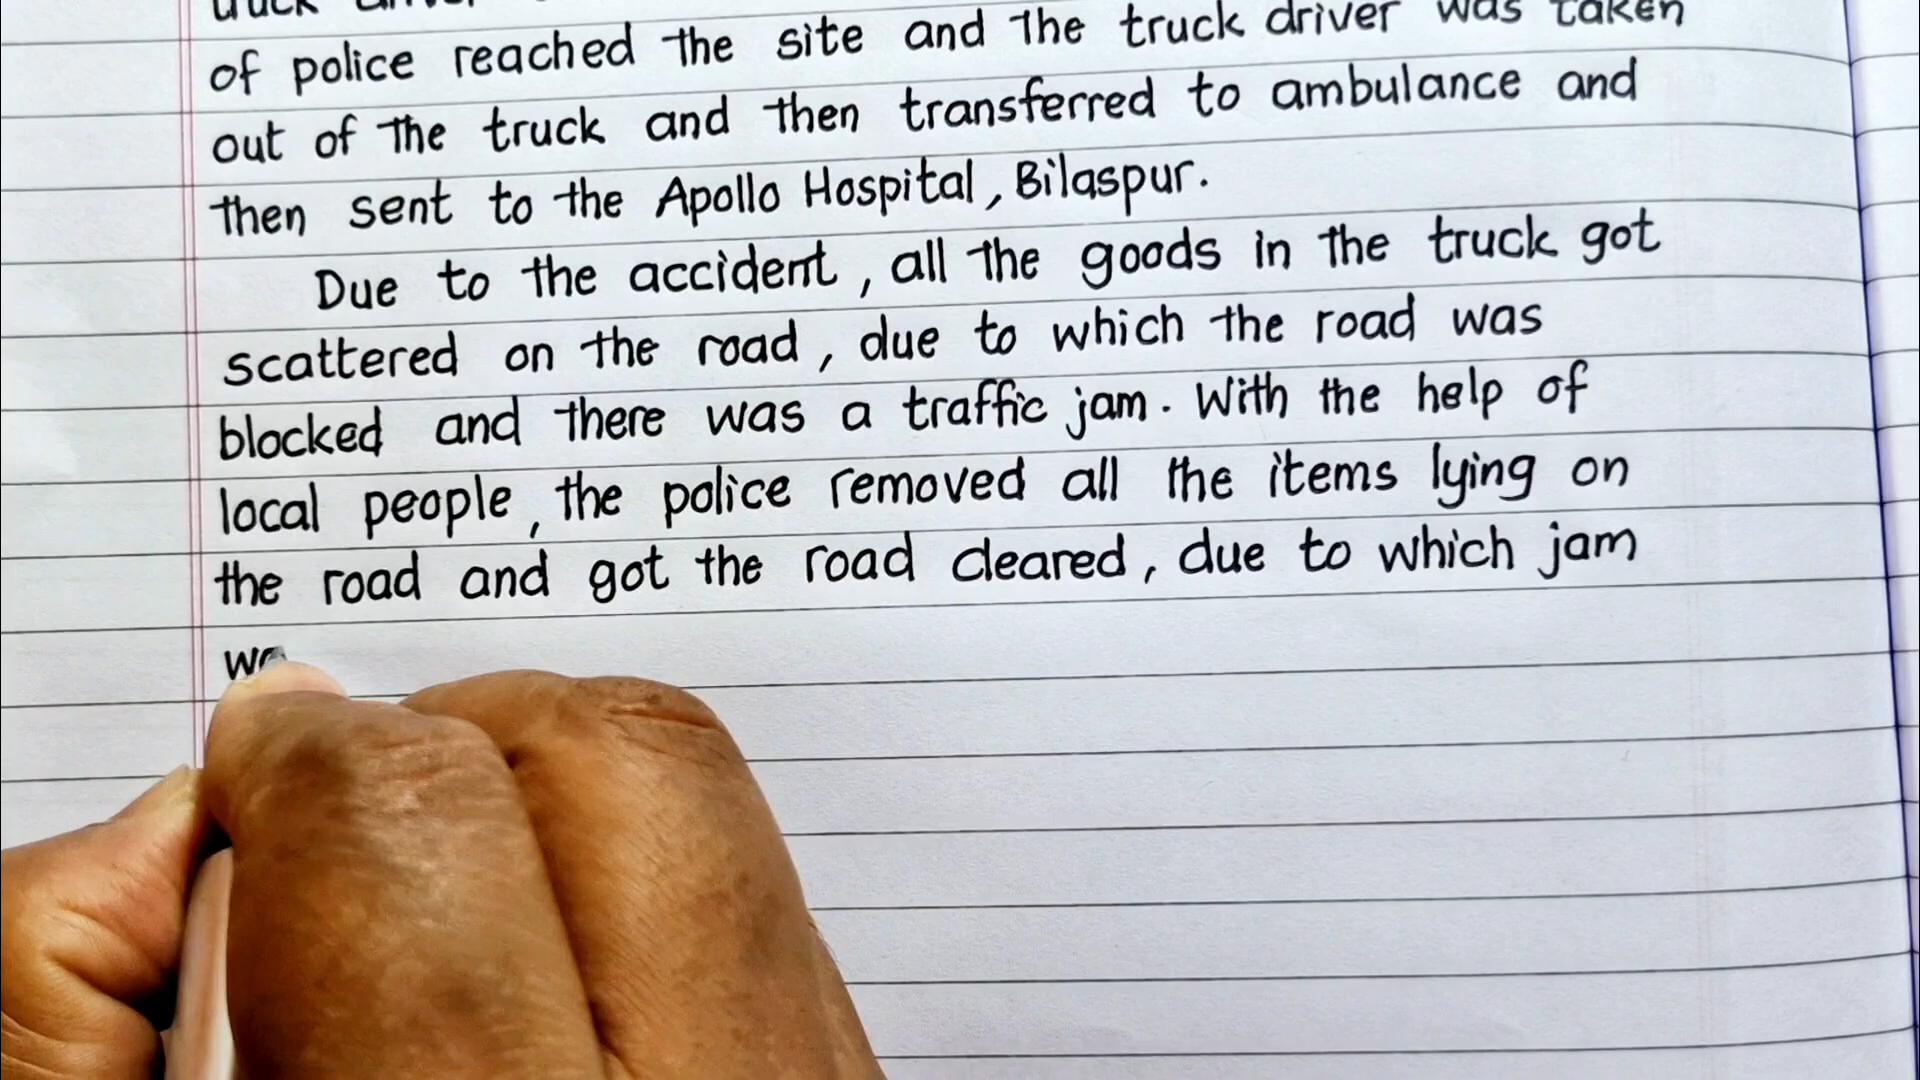 truck driver
of police reached the site and the truck driver was taken
out of the truck and then transferred to ambulance and
then sent to the Apollo Hospital, Bilaspur.
Due to the accident, all the goods in the truck got
scattered on the road, due to which the road was
blocked and there was a traffic jam. With the help of
local people, the police removed all the items lying on
the road and got the road cleared, due to which jam